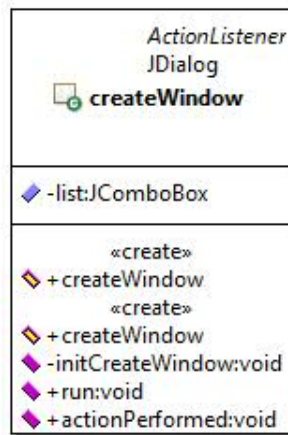 ActionListener
JDialog
createWindow
-list:JComboBox
«create»
+createWindow
«create»
+createWindow
-initCreateWindow:void
+run:void
+actionPerformed:void